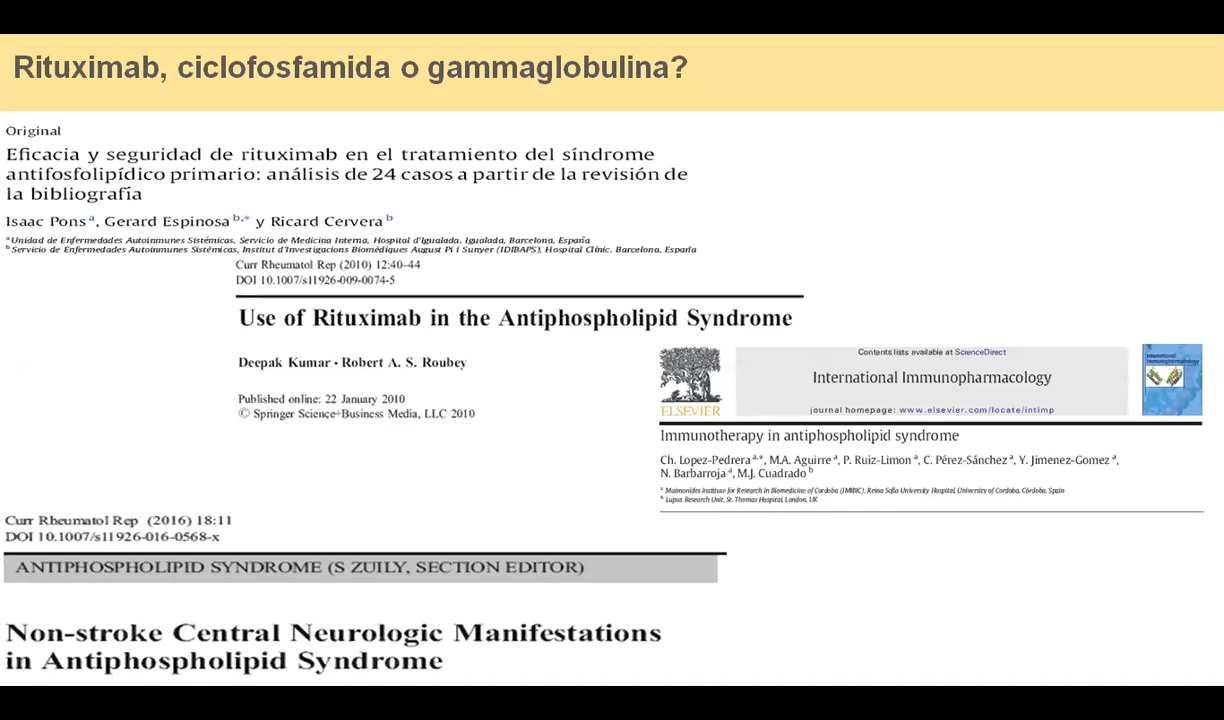 Rituximab, ciclofosfamida o gammaglobulina?
Original
Eficacia y seguridad de rituximab en el tratamiento del síndrome
antifosfolipídico primario: análisis de 24 casos a partir de la revisión de
la bibliografía
Isaac Pons a, Gerard Espinosa b,* y Ricard Cervera b
a Unidad de Enfermedades Autoinmunes Sistémicas, Servicio de Medicina Interna, Hospital d'Igualada, Igualada, Barcelona, España
b Servicio de Enfermedades Autoinmunes Sistémicas, Institut d'Investigacions Biomèdiques August Pi i Sunyer (IDIBAPS), Hospital Clínic, Barcelona, España
Curr Rheumatol Rep (2010) 12:40–44
DOI 10.1007/s11926-009-0074-5
Use of Rituximab in the Antiphospholipid Syndrome
Deepak Kumar · Robert A. S. Roubey
Published online: 22 January 2010
© Springer Science+Business Media, LLC 2010
Contents lists available at ScienceDirect
International Immunopharmacology
journal homepage: www.elsevier.com/locate/intimp
ELSEVIER
International
Immunopharmacology
Immunotherapy in antiphospholipid syndrome
Ch. Lopez-Pedrera a,*, M.A. Aguirre a, P. Ruiz-Limon a, C. Pérez-Sánchez a, Y. Jimenez-Gomez a,
N. Barbarroja a, M.J. Cuadrado b
a Maimonides Institute for Research in Biomedicine of Cordoba (IMIBIC), Reina Sofia University Hospital, University of Cordoba, Córdoba, Spain
b Lupus Research Unit, St. Thomas Hospital, London, UK
Curr Rheumatol Rep (2016) 18:11
DOI 10.1007/s11926-016-0568-x
ANTIPHOSPHOLIPID SYNDROME (S ZUILY, SECTION EDITOR)
Non-stroke Central Neurologic Manifestations
in Antiphospholipid Syndrome